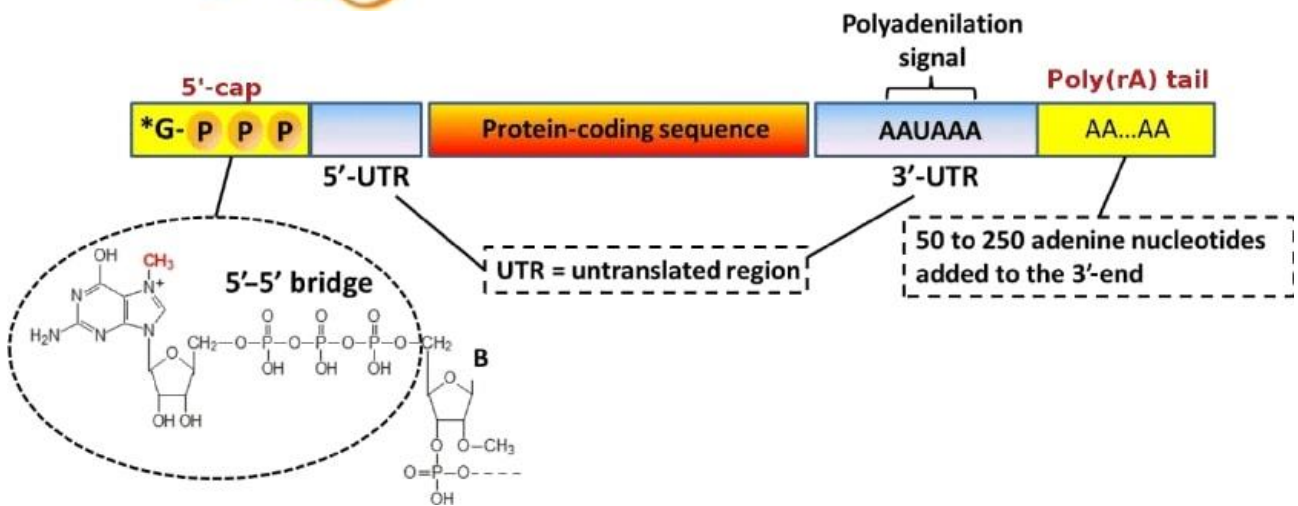 Polyadenilation
signal
5'-cap
Poly(rA) tail
*G- P P P
Protein-coding sequence
AAUAAA
AA...AA
5′-UTR
3′-UTR
UTR = untranslated region
50 to 250 adenine nucleotides
added to the 3′-end
5′–5′ bridge
OH
CH₃
N
N⁺
H₂N
N
N
O
CH₂–O–P–O–P–O–P–O–CH₂
O O O
OH OH OH
OH OH
B
O
O O–CH₃
O=P–O----
OH